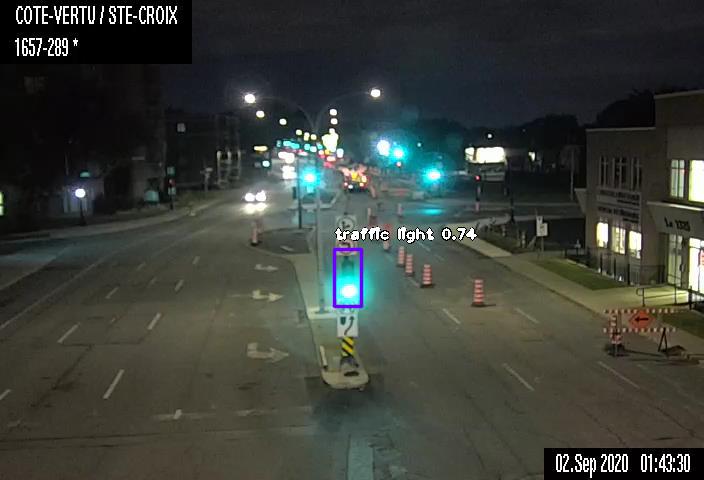 COTE-VERTU / STE-CROIX
1657-289 *
traffic light 0.74
02.Sep 2020 01:43:30